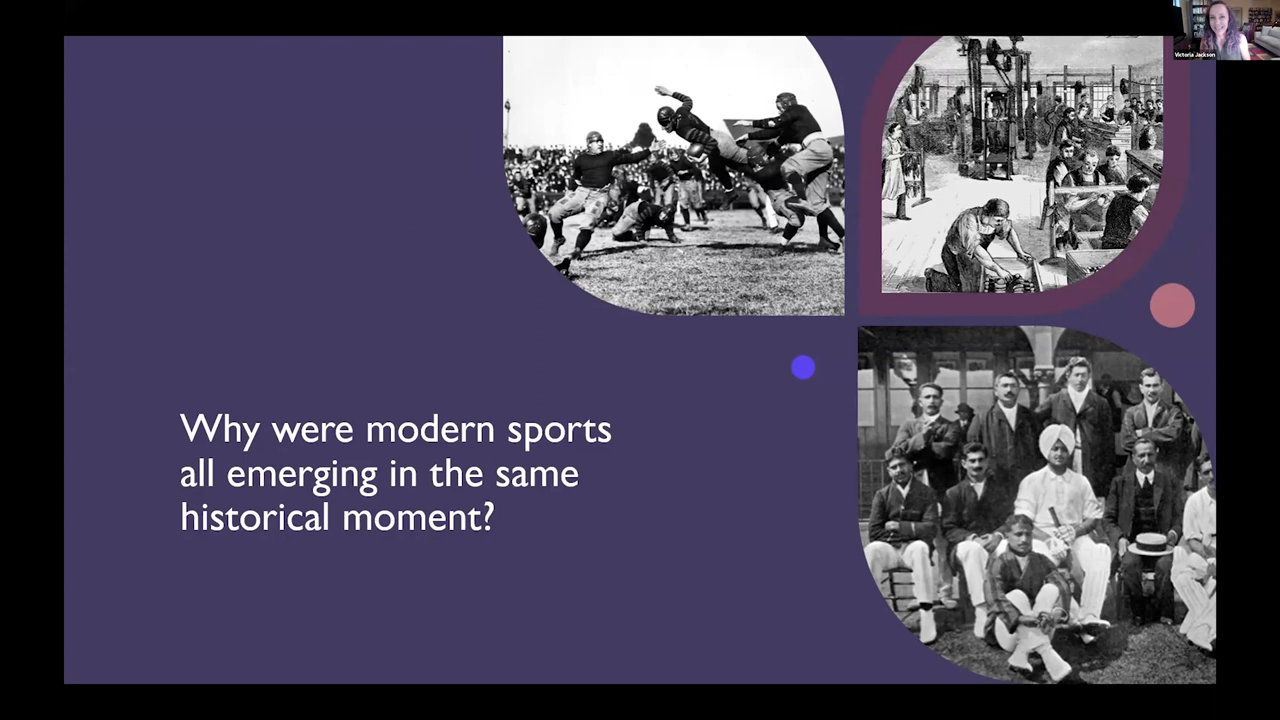 Victoria Jackson
Why were modern sports
all emerging in the same
historical moment?